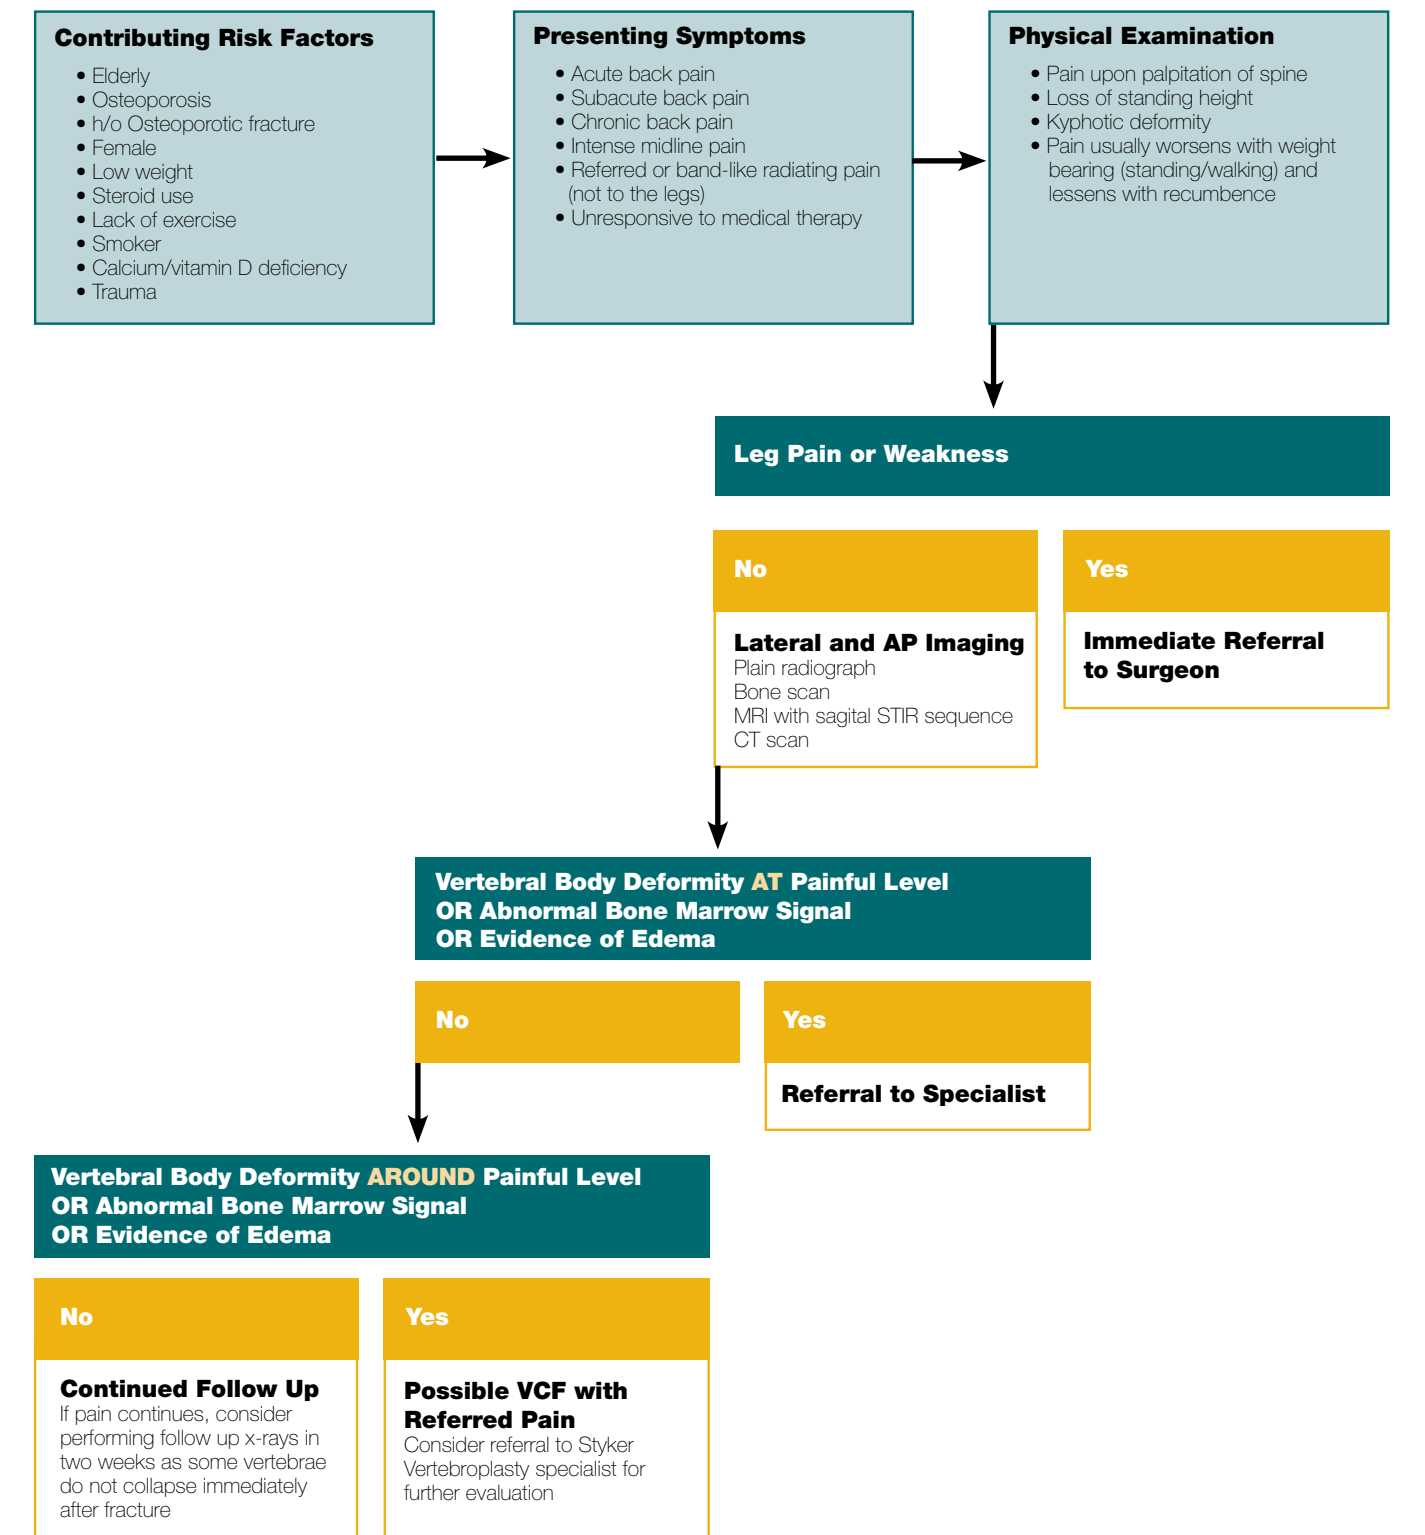 Contributing Risk Factors
• Elderly
• Osteoporosis
• h/o Osteoporotic fracture
• Female
• Low weight
• Steroid use
• Lack of exercise
• Smoker
• Calcium/vitamin D deficiency
• Trauma
Presenting Symptoms
• Acute back pain
• Subacute back pain
• Chronic back pain
• Intense midline pain
• Referred or band-like radiating pain
(not to the legs)
• Unresponsive to medical therapy
Physical Examination
• Pain upon palpitation of spine
• Loss of standing height
• Kyphotic deformity
• Pain usually worsens with weight
bearing (standing/walking) and
lessens with recumbence
Leg Pain or Weakness
No
Lateral and AP Imaging
Plain radiograph
Bone scan
MRI with sagital STIR sequence
CT scan
Yes
Immediate Referral
to Surgeon
Vertebral Body Deformity AT Painful Level
OR Abnormal Bone Marrow Signal
OR Evidence of Edema
No
Yes
Referral to Specialist
Vertebral Body Deformity AROUND Painful Level
OR Abnormal Bone Marrow Signal
OR Evidence of Edema
No
Continued Follow Up
If pain continues, consider
performing follow up x-rays in
two weeks as some vertebrae
do not collapse immediately
after fracture
Yes
Possible VCF with
Referred Pain
Consider referral to Styker
Vertebroplasty specialist for
further evaluation